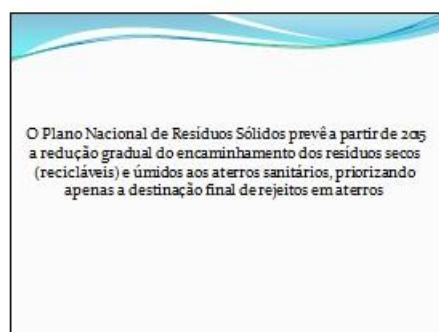 O Plano Nacional de Resíduos Sólidos prevê a partir de 2015
a redução gradual do encaminhamento dos resíduos secos
(recicláveis) e úmidos aos aterros sanitários, priorizando
apenas a destinação final de rejeitos em aterros